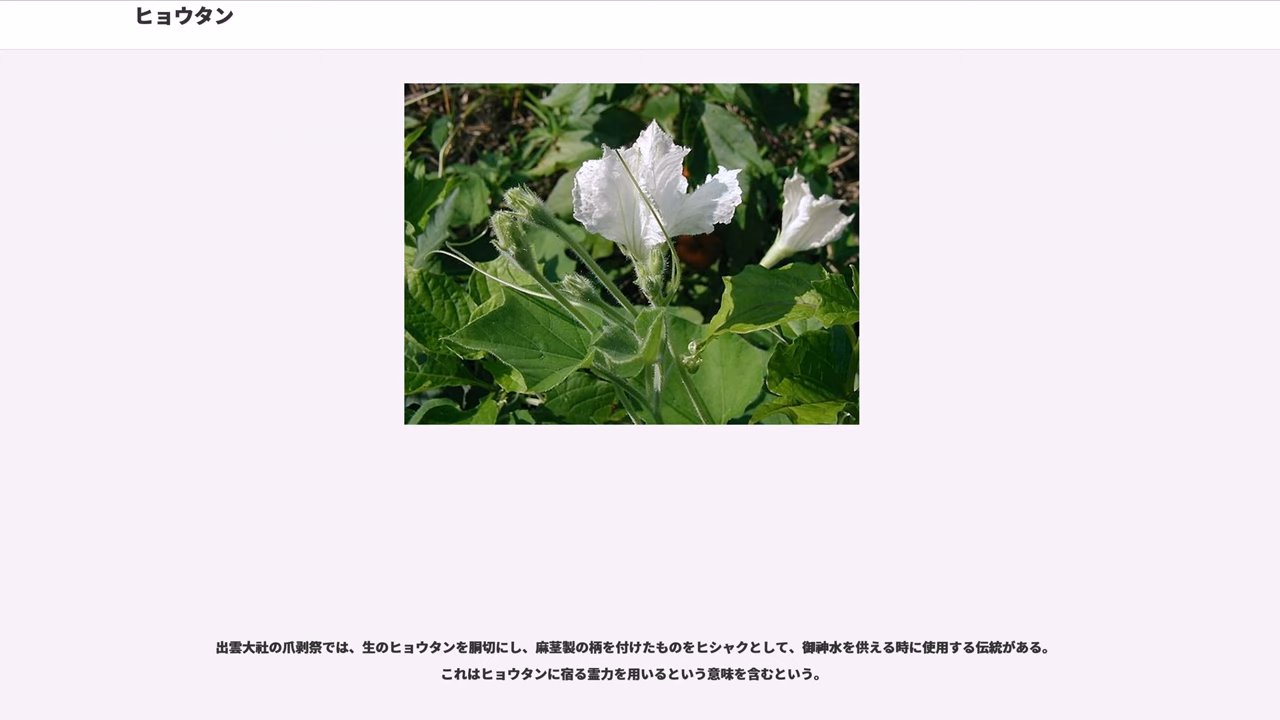 ヒョウタン
出雲大社の爪剥祭では、生のヒョウタンを胴切にし、麻茎製の柄を付けたものをヒシャクとして、御神水を供える時に使用する伝統がある。
これはヒョウタンに宿る霊力を用いるという意味を含むという。